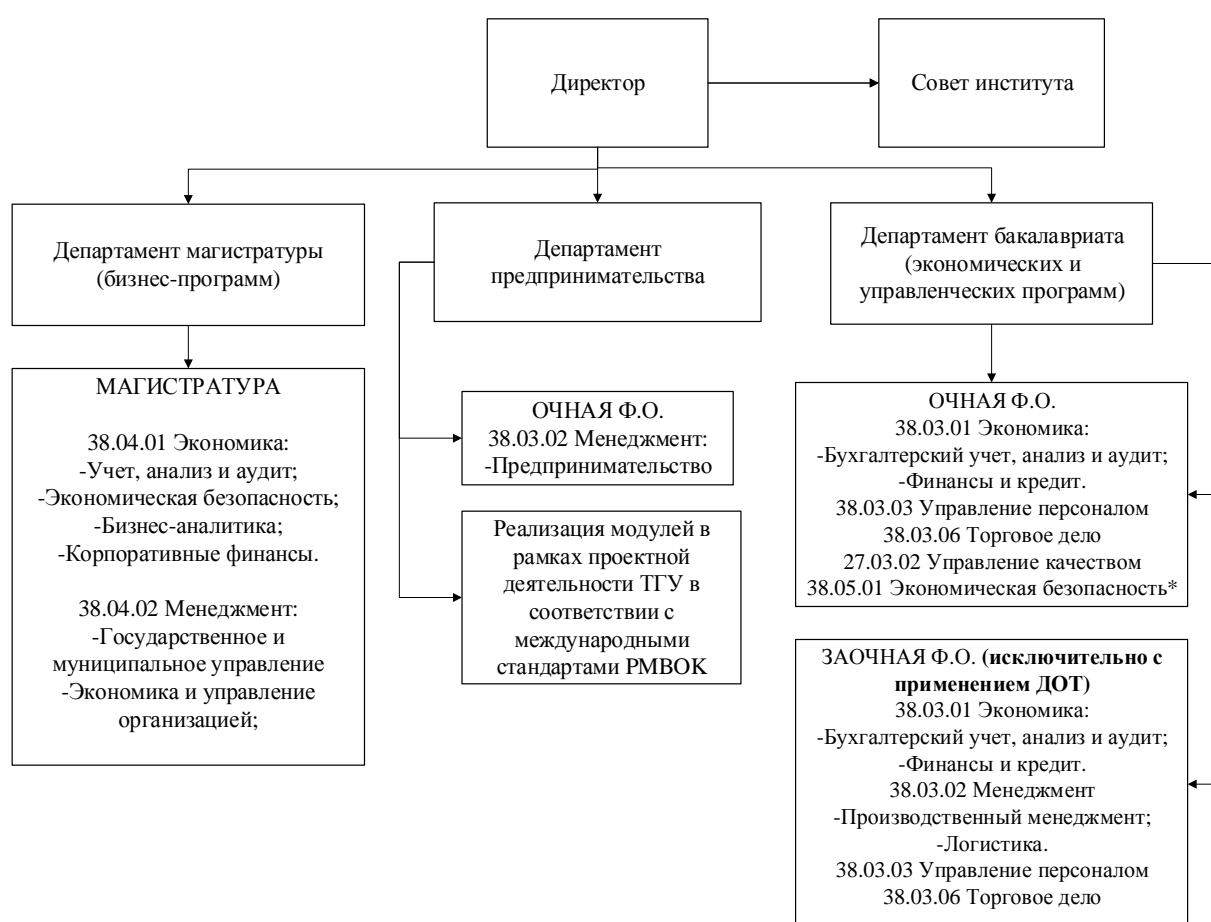 Директор
Совет института
Департамент магистратуры
(бизнес-программ)
Департамент
предпринимательства
Департамент бакалавриата
(экономических и
управленческих программ)
МАГИСТРАТУРА
38.04.01 Экономика:
-Учет, анализ и аудит;
-Экономическая безопасность;
-Бизнес-аналитика;
-Корпоративные финансы.
38.04.02 Менеджмент:
-Государственное и
муниципальное управление
-Экономика и управление
организацией;
ОЧНАЯ Ф.О.
38.03.02 Менеджмент:
-Предпринимательство
Реализация модулей в
рамках проектной
деятельности ТГУ в
соответствии с
международными
стандартами PMBOK
ОЧНАЯ Ф.О.
38.03.01 Экономика:
-Бухгалтерский учет, анализ и аудит;
-Финансы и кредит.
38.03.03 Управление персоналом
38.03.06 Торговое дело
27.03.02 Управление качеством
38.05.01 Экономическая безопасность*
ЗАОЧНАЯ Ф.О. (исключительно с
применением ДОТ)
38.03.01 Экономика:
-Бухгалтерский учет, анализ и аудит;
-Финансы и кредит.
38.03.02 Менеджмент
-Производственный менеджмент;
-Логистика.
38.03.03 Управление персоналом
38.03.06 Торговое дело